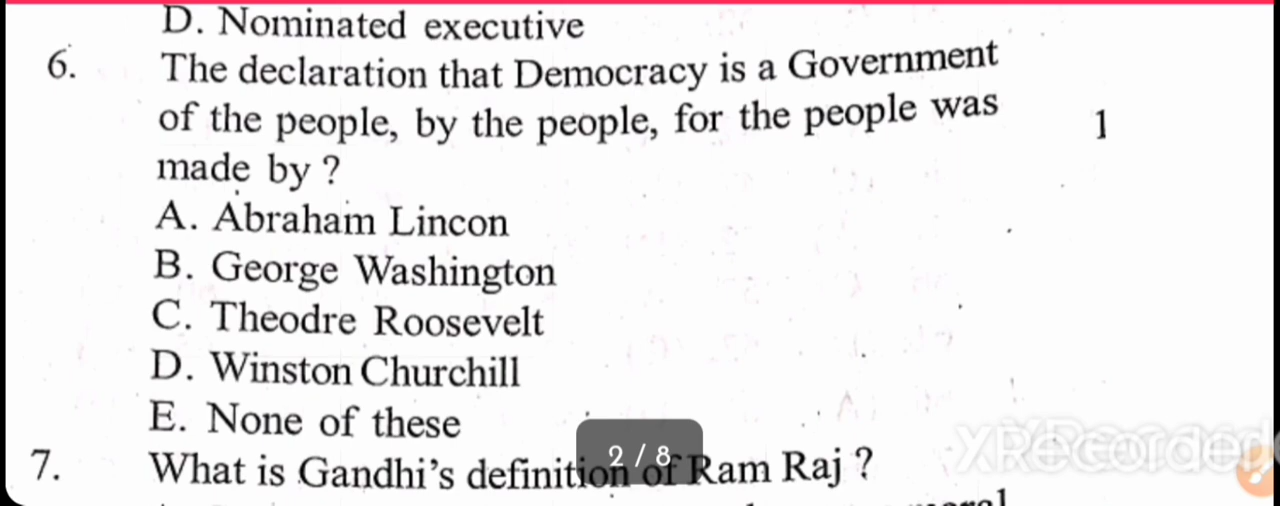 D. Nominated executive
6. The declaration that Democracy is a Government
of the people, by the people, for the people was
made by ? 1
A. Abraham Lincon
B. George Washington
C. Theodre Roosevelt
D. Winston Churchill
E. None of these
2 / 8
7. What is Gandhi's definition of Ram Raj ?
XRecorder